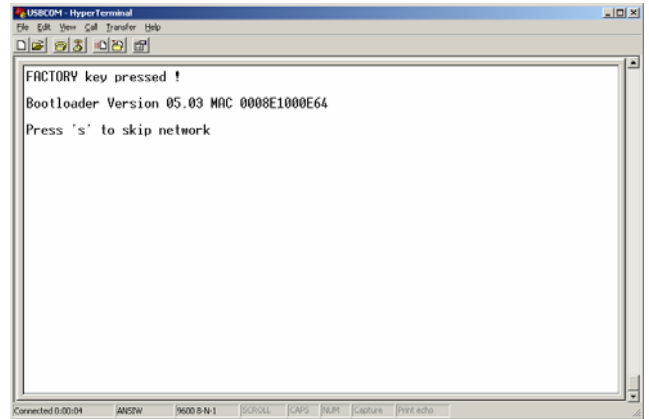 USBCOM - HyperTerminal
File Edit View Call Transfer Help
FACTORY key pressed !
Bootloader Version 05.03 MAC 0008E1000E64
Press 's' to skip network
Connected 0:00:04 ANSIW 9600 8-N-1 SCROLL CAPS NUM Capture Print echo